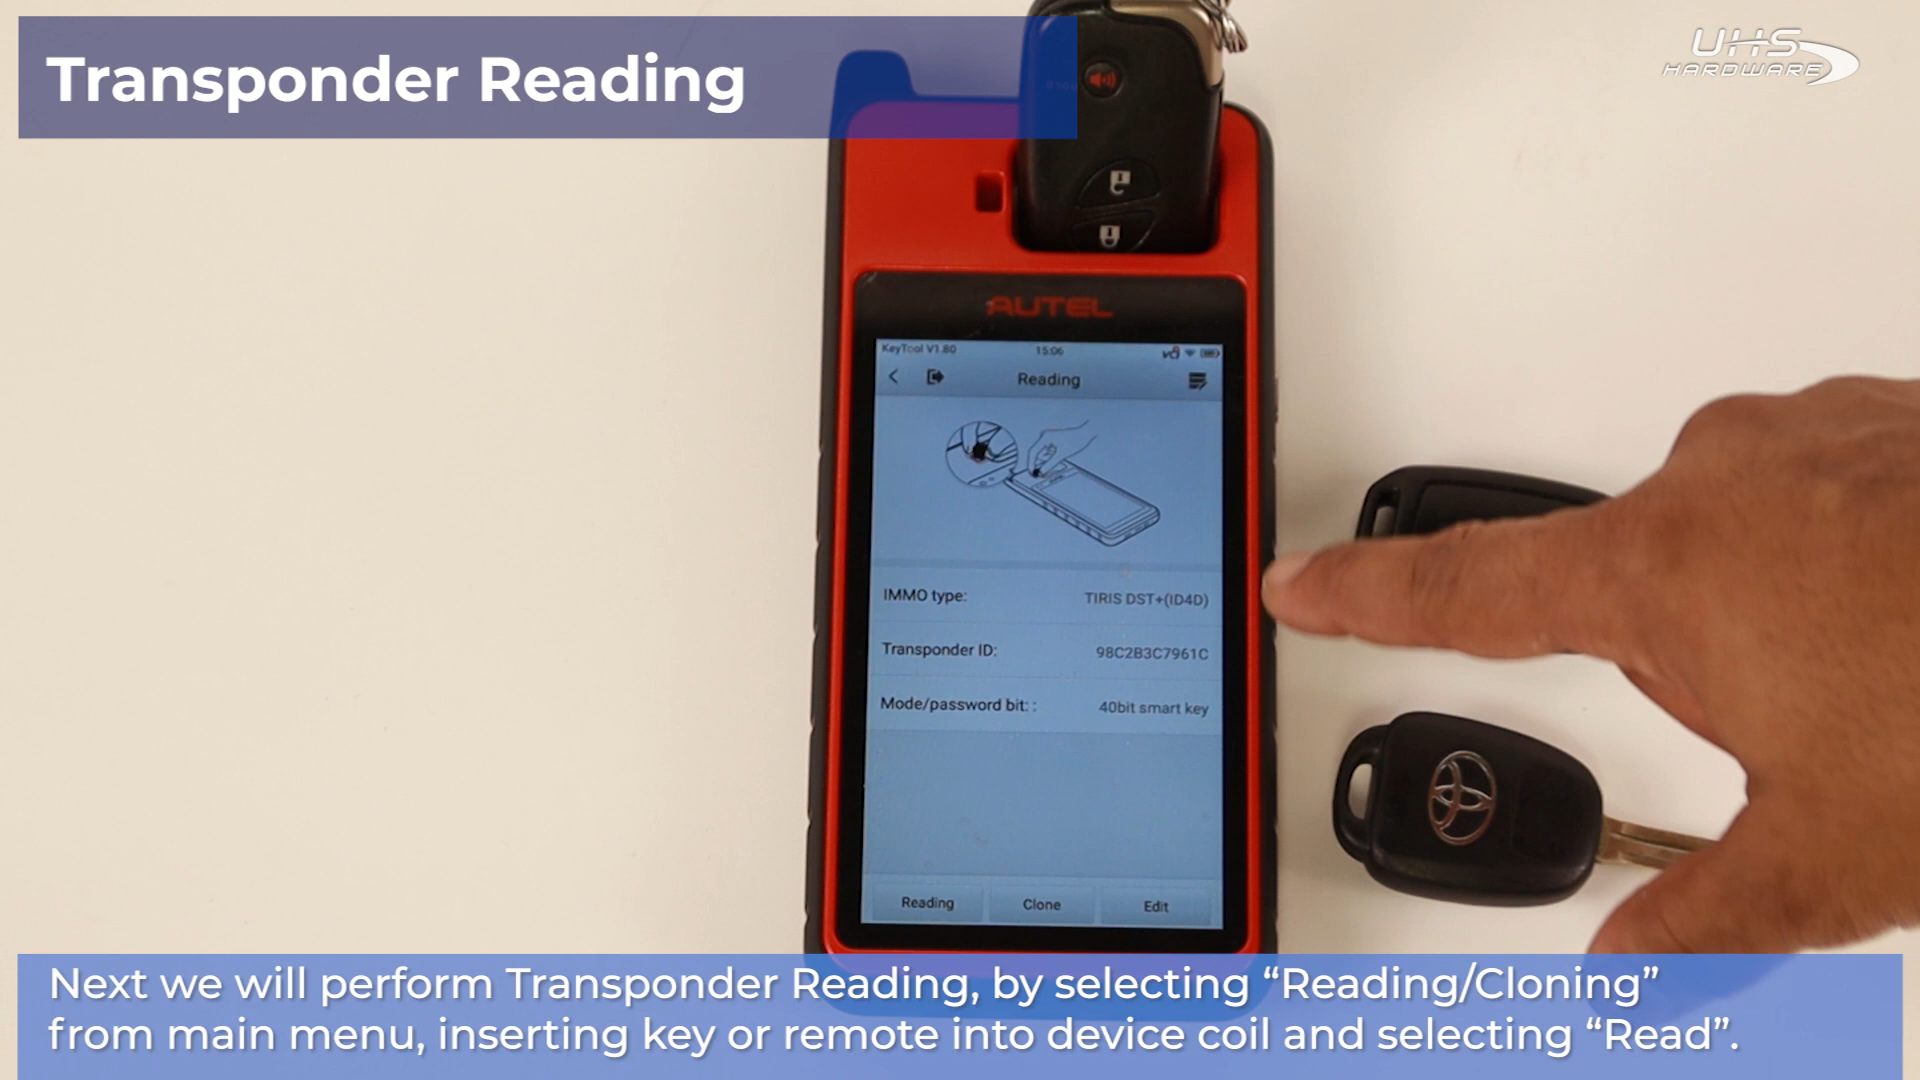 Transponder Reading
UHS
HARDWARE
HOLD
AUTEL
KeyTool V1.80
15:06
VCI
Reading
IMMO type:
TIRIS DST+(ID4D)
Transponder ID:
98C2B3C7961C
Mode/password bit: :
40bit smart key
Reading
Clone
Edit
Next we will perform Transponder Reading, by selecting “Reading/Cloning”
from main menu, inserting key or remote into device coil and selecting “Read”.